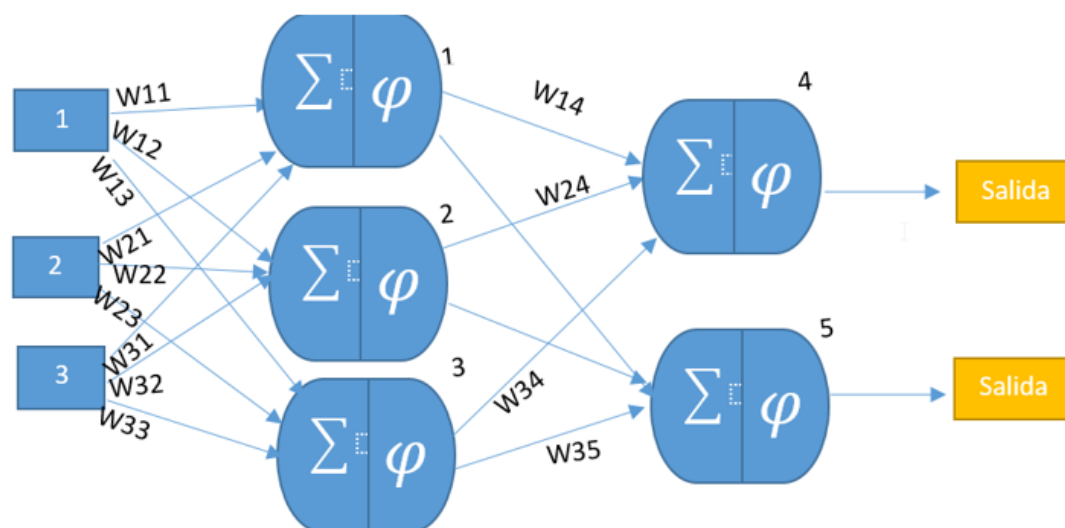 1
W11
W12
W13
2
W21
W22
W23
3
W31
W32
W33
∑ φ
1
∑ φ
2
∑ φ
3
W14
W24
W34
W35
∑ φ
4
∑ φ
5
Salida
Salida